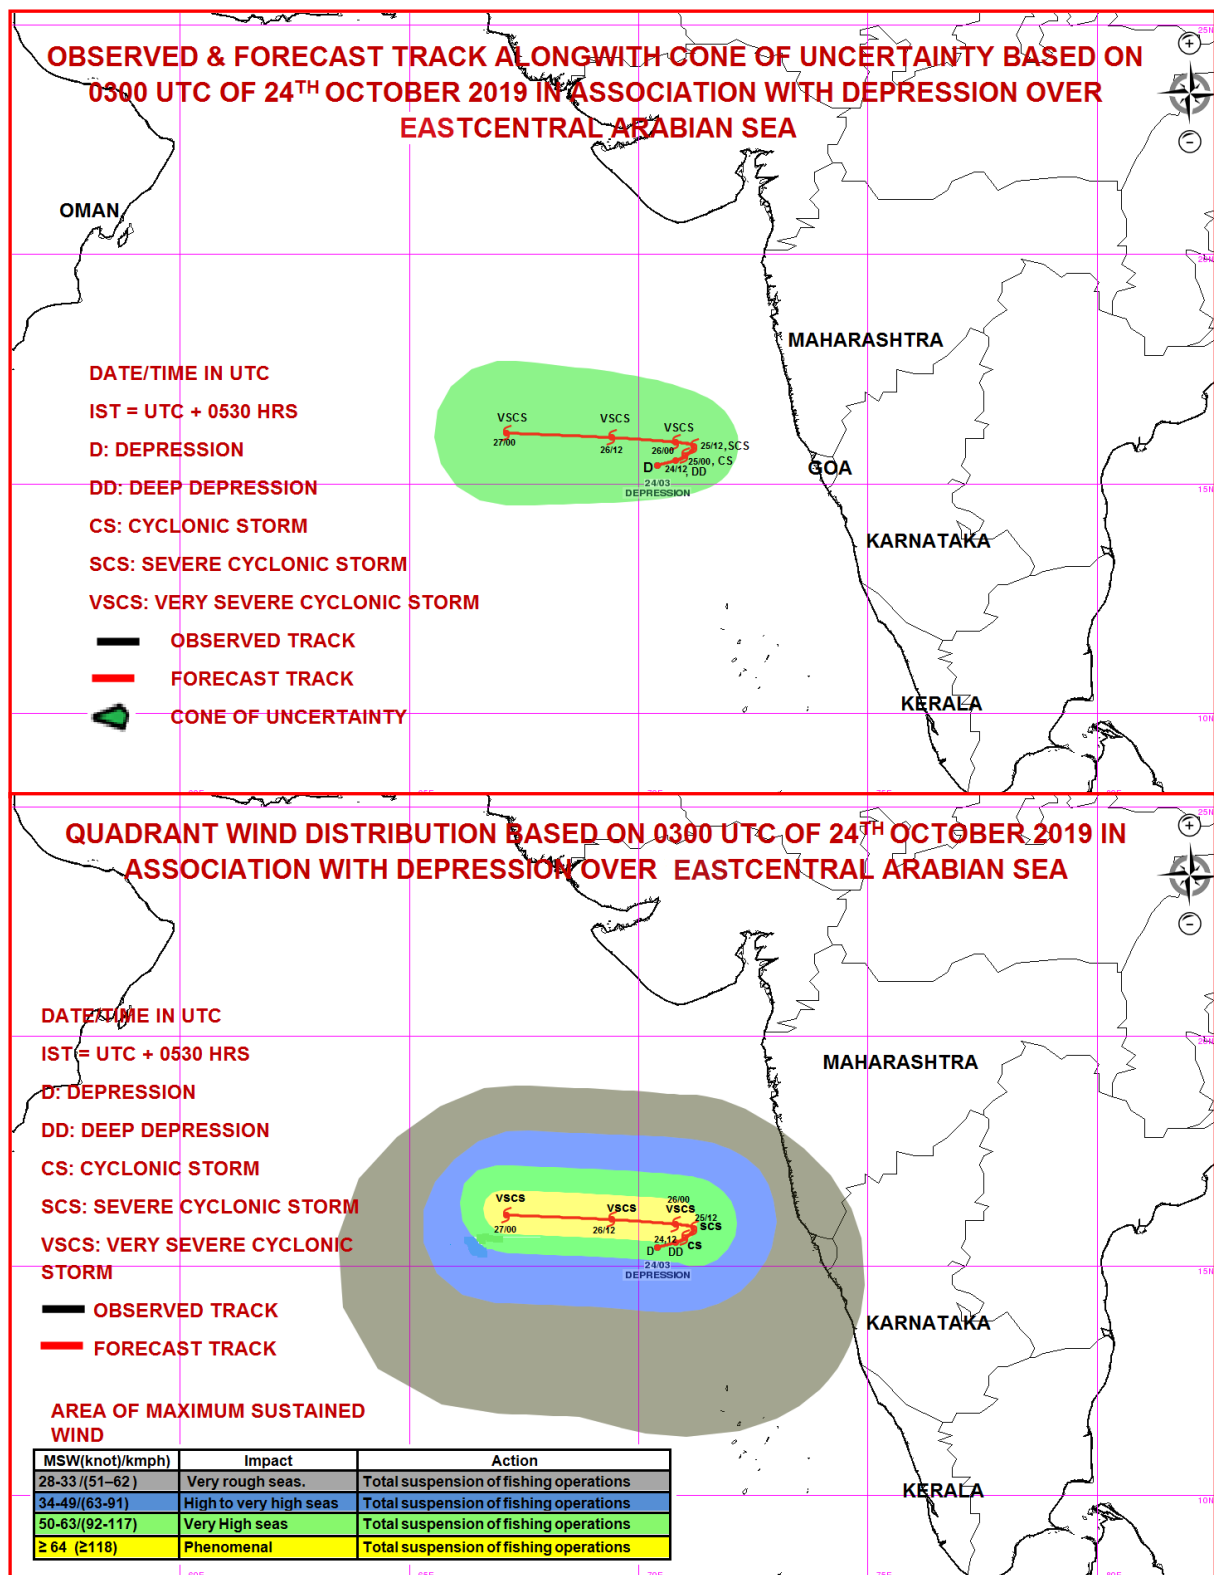 OBSERVED & FORECAST TRACK ALONGWITH CONE OF UNCERTAINTY BASED ON
0300 UTC OF 24TH OCTOBER 2019 IN ASSOCIATION WITH DEPRESSION OVER
EASTCENTRAL ARABIAN SEA
25N
OMAN
20N
MAHARASHTRA
DATE/TIME IN UTC
IST = UTC + 0530 HRS
D: DEPRESSION
DD: DEEP DEPRESSION
CS: CYCLONIC STORM
SCS: SEVERE CYCLONIC STORM
VSCS: VERY SEVERE CYCLONIC STORM
OBSERVED TRACK
FORECAST TRACK
CONE OF UNCERTAINTY
VSCS
VSCS
VSCS
27/00
26/12
26/00
25/12,SCS
25/00, CS
D
24/12, DD
24/03
DEPRESSION
GOA
15N
KARNATAKA
KERALA
10N
QUADRANT WIND DISTRIBUTION BASED ON 0300 UTC OF 24TH OCTOBER 2019 IN
ASSOCIATION WITH DEPRESSION OVER EASTCENTRAL ARABIAN SEA
25N
20N
MAHARASHTRA
DATE/TIME IN UTC
IST = UTC + 0530 HRS
D: DEPRESSION
DD: DEEP DEPRESSION
CS: CYCLONIC STORM
SCS: SEVERE CYCLONIC STORM
VSCS: VERY SEVERE CYCLONIC
STORM
OBSERVED TRACK
FORECAST TRACK
VSCS
VSCS
26/00
VSCS
25/12
SCS
27/00
26/12
24,12
CS
D
DD
24/03
DEPRESSION
15N
KARNATAKA
AREA OF MAXIMUM SUSTAINED
WIND
MSW(knot)/kmph) Impact Action
28-33 /(51–62 ) Very rough seas. Total suspension of fishing operations
34-49/(63-91) High to very high seas Total suspension of fishing operations
50-63/(92-117) Very High seas Total suspension of fishing operations
≥ 64 (≥118) Phenomenal Total suspension of fishing operations
KERALA
10N